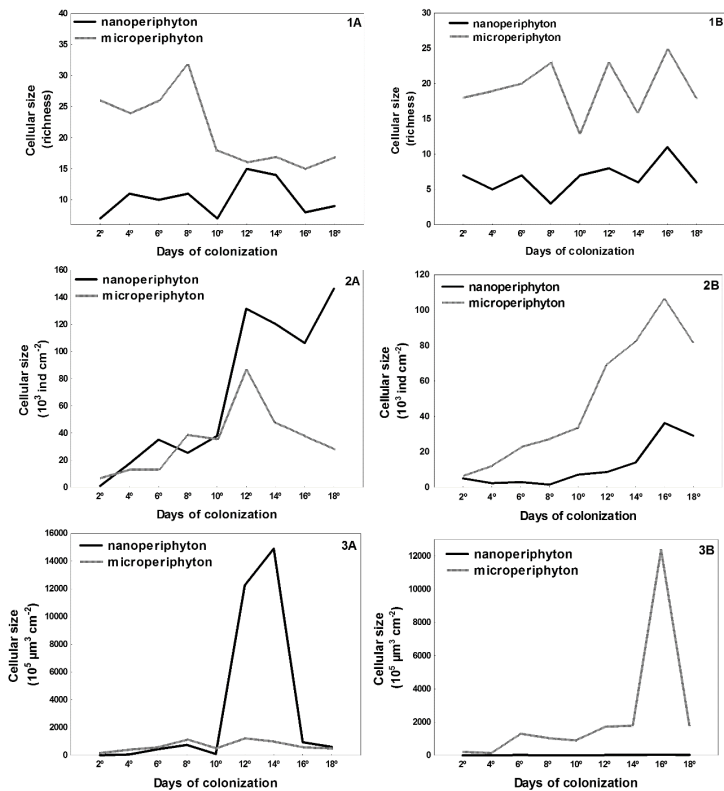 1A
nanoperiphyton
microperiphyton
Cellular size
(richness)
40
35
30
25
20
15
10
2º 4º 6º 8º 10º 12º 14º 16º 18º
Days of colonization
1B
nanoperiphyton
microperiphyton
Cellular size
(richness)
30
25
20
15
10
5
0
2º 4º 6º 8º 10º 12º 14º 16º 18º
Days of colonization
2A
nanoperiphyton
microperiphyton
Cellular size
(10³ ind cm⁻²)
160
140
120
100
80
60
40
20
0
2º 4º 6º 8º 10º 12º 14º 16º 18º
Days of colonization
2B
nanoperiphyton
microperiphyton
Cellular size
(10³ ind cm⁻²)
120
100
80
60
40
20
0
2º 4º 6º 8º 10º 12º 14º 16º 18º
Days of colonization
3A
nanoperiphyton
microperiphyton
Cellular size
(10⁵ µm³ cm⁻²)
16000
14000
12000
10000
8000
6000
4000
2000
0
2º 4º 6º 8º 10º 12º 14º 16º 18º
Days of colonization
3B
nanoperiphyton
microperiphyton
Cellular size
(10⁵ µm³ cm⁻²)
12000
10000
8000
6000
4000
2000
0
2º 4º 6º 8º 10º 12º 14º 16º 18º
Days of colonization